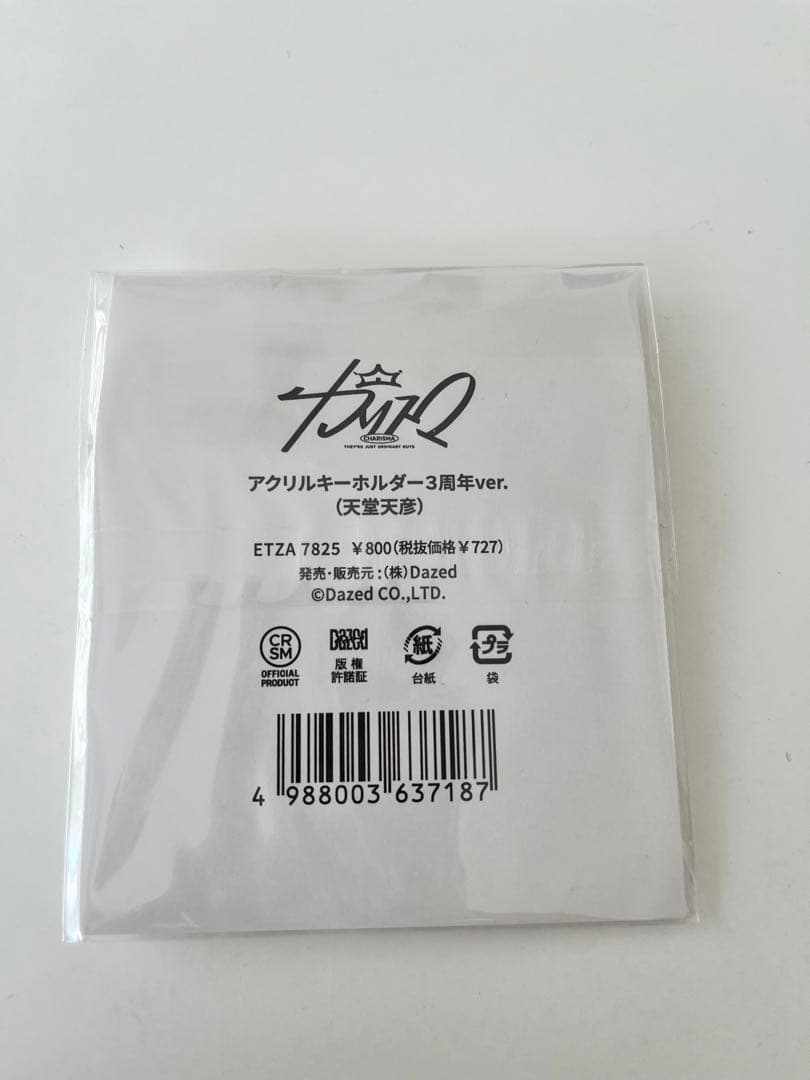 カリスマ
CHARISMA
THEY'RE JUST ORDINARY GUYS
アクリルキーホルダー3周年ver.
(天堂天彦)
ETZA 7825 ￥800(税抜価格￥727)
発売・販売元:(株)Dazed
©Dazed CO.,LTD.
CRSM
OFFICIAL
PRODUCT
Dazed
版権
許諾証
紙
台紙
プラ
袋
4 988003 637187